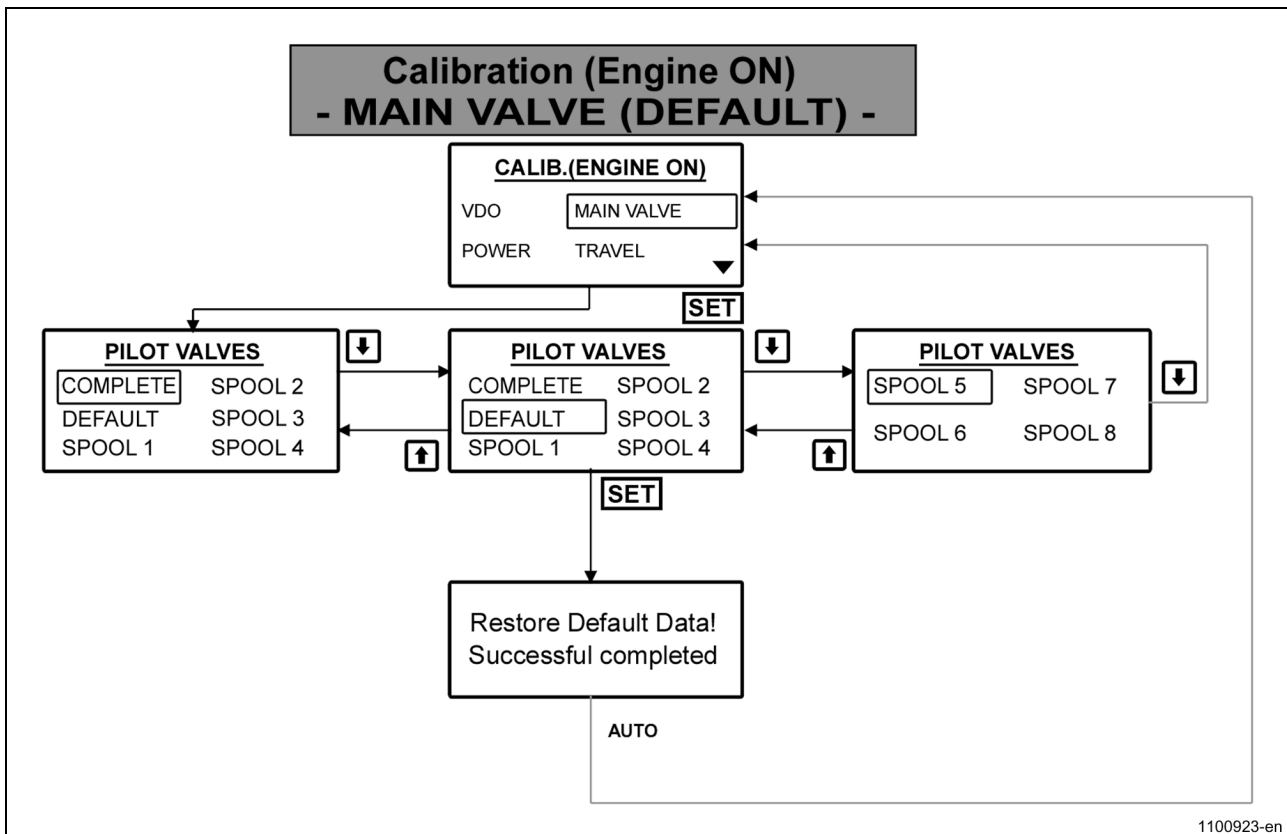 Calibration (Engine ON)
- MAIN VALVE (DEFAULT) -
CALIB.(ENGINE ON)
VDO MAIN VALVE
POWER TRAVEL
SET
PILOT VALVES
COMPLETE SPOOL 2
DEFAULT SPOOL 3
SPOOL 1 SPOOL 4
PILOT VALVES
COMPLETE SPOOL 2
DEFAULT SPOOL 3
SPOOL 1 SPOOL 4
PILOT VALVES
SPOOL 5 SPOOL 7
SPOOL 6 SPOOL 8
SET
Restore Default Data!
Successful completed
AUTO
1100923-en